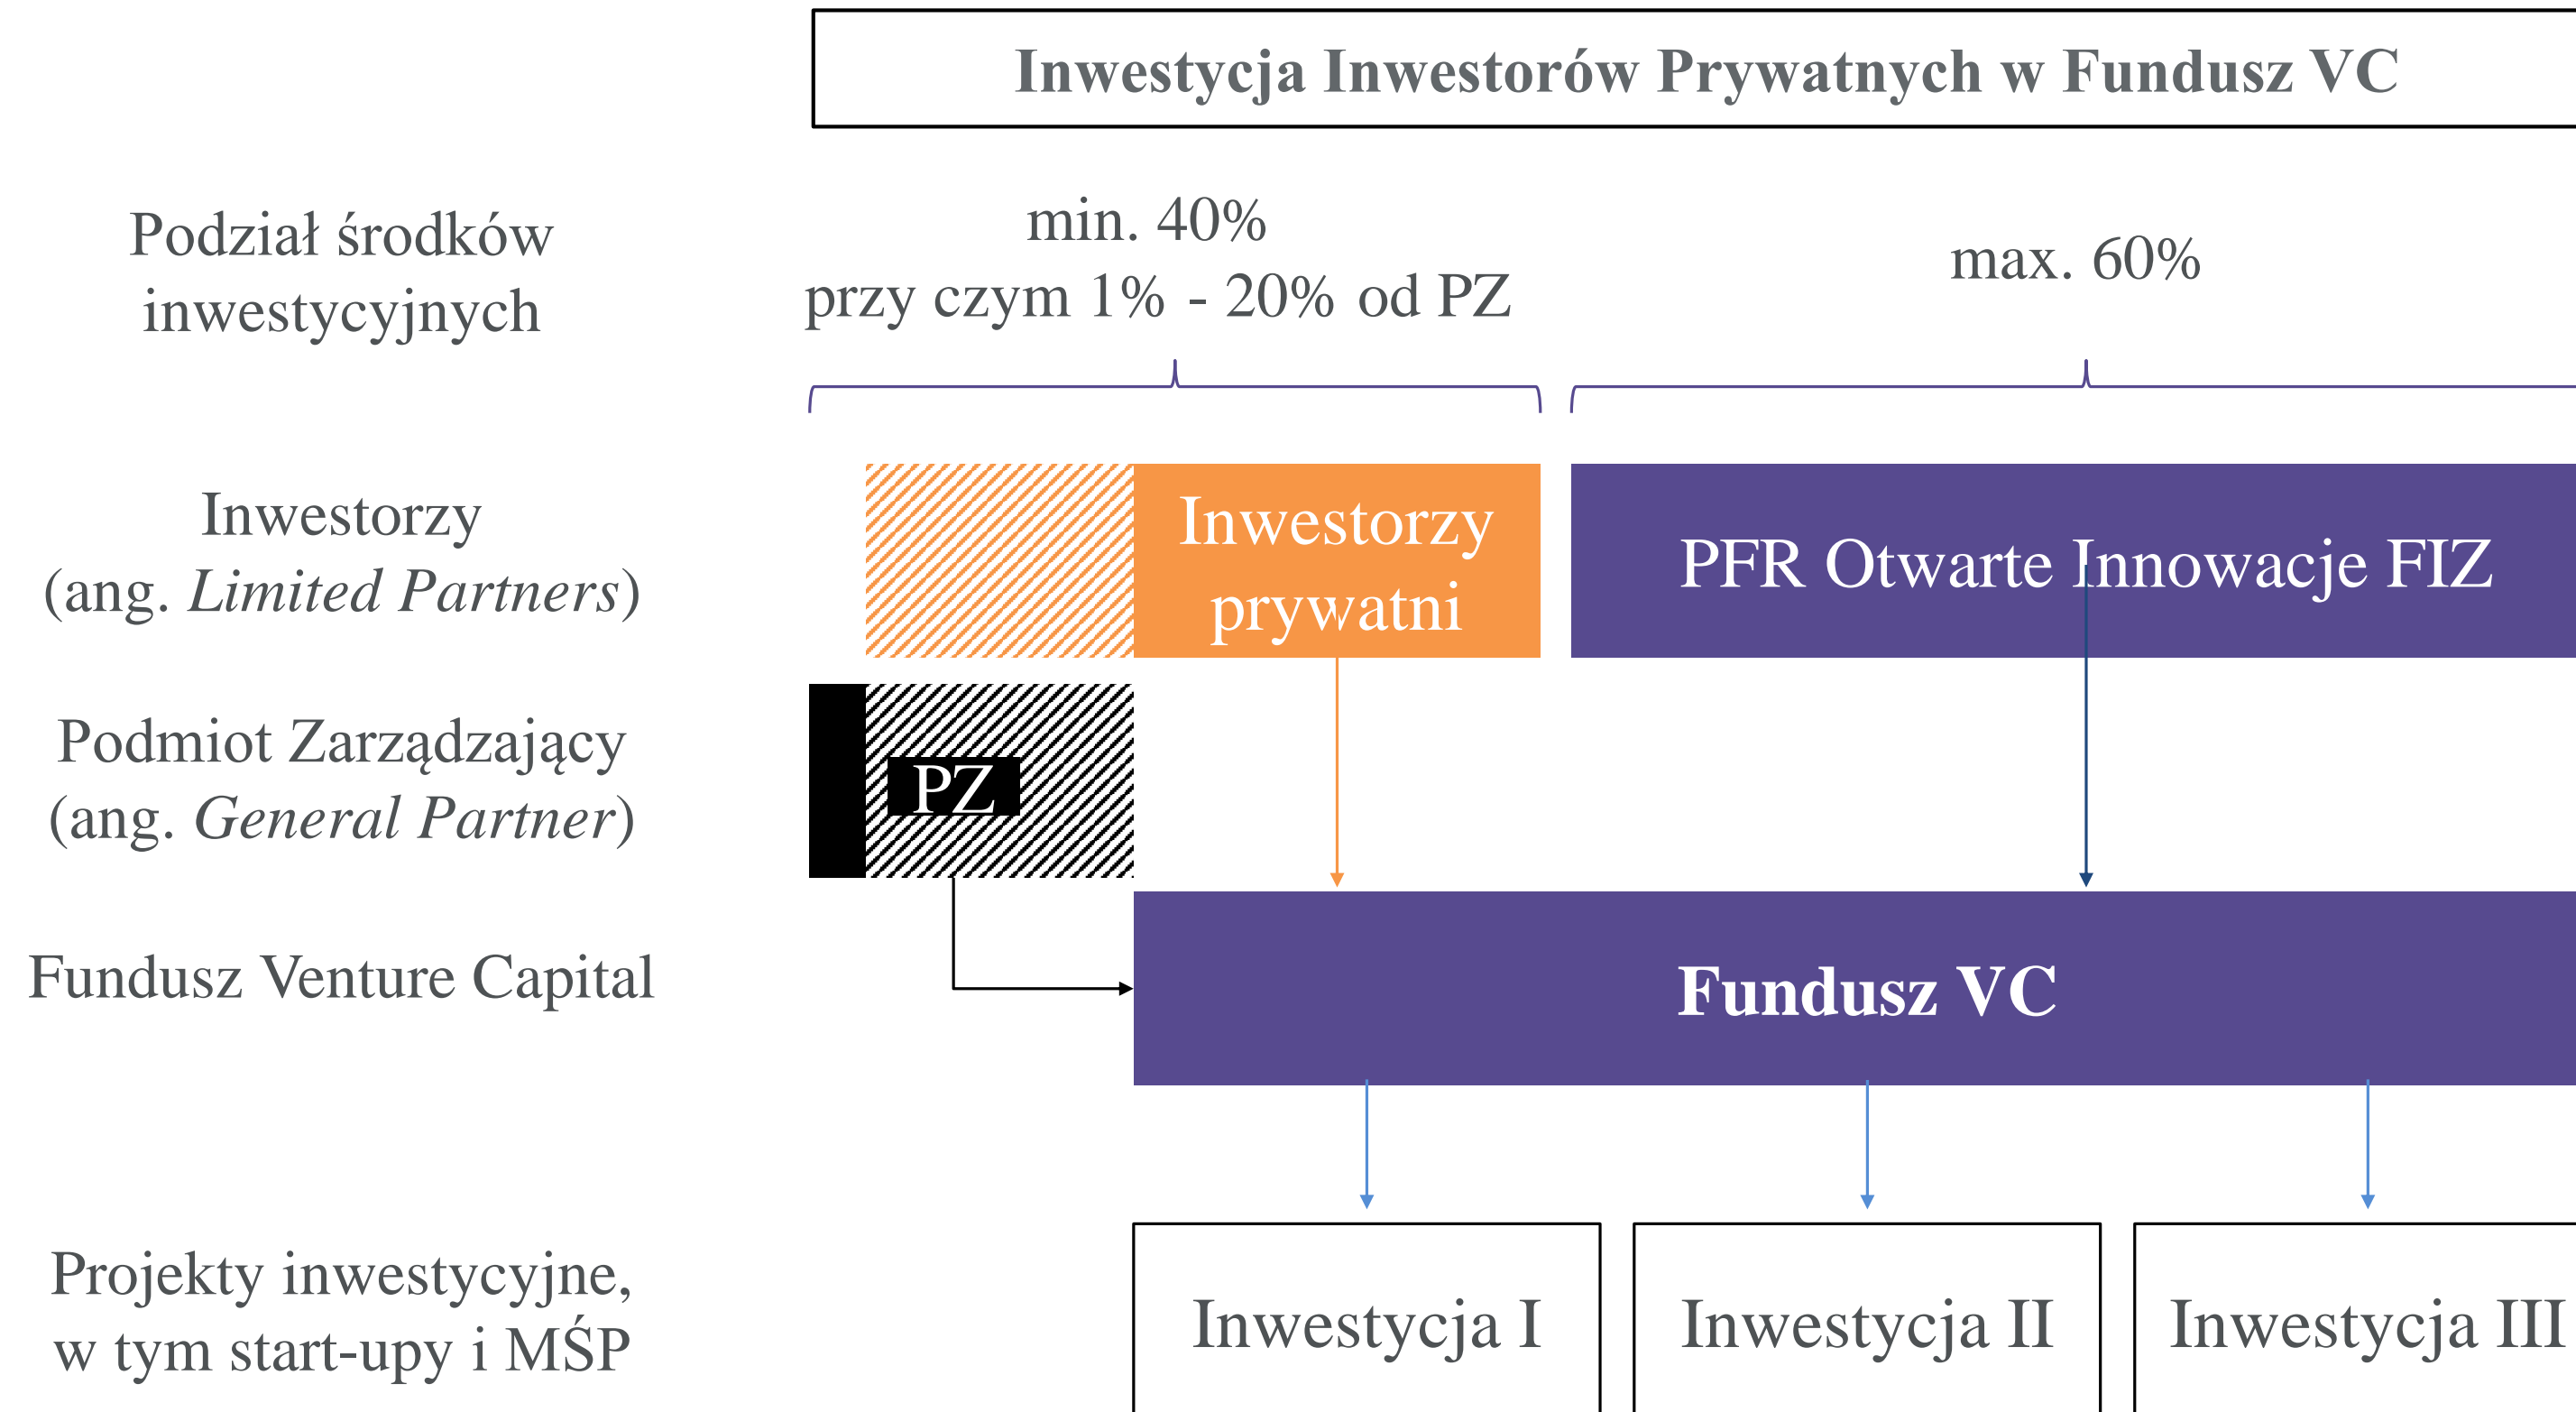 Inwestycja Inwestorów Prywatnych w Fundusz VC
Podział środków
inwestycyjnych
min. 40%
przy czym 1% - 20% od PZ
max. 60%
Inwestorzy
(ang. Limited Partners)
Inwestorzy
prywatni
PFR Otwarte Innowacje FIZ
Podmiot Zarządzający
(ang. General Partner)
PZ
Fundusz Venture Capital
Fundusz VC
Projekty inwestycyjne,
w tym start-upy i MŚP
Inwestycja I
Inwestycja II
Inwestycja III